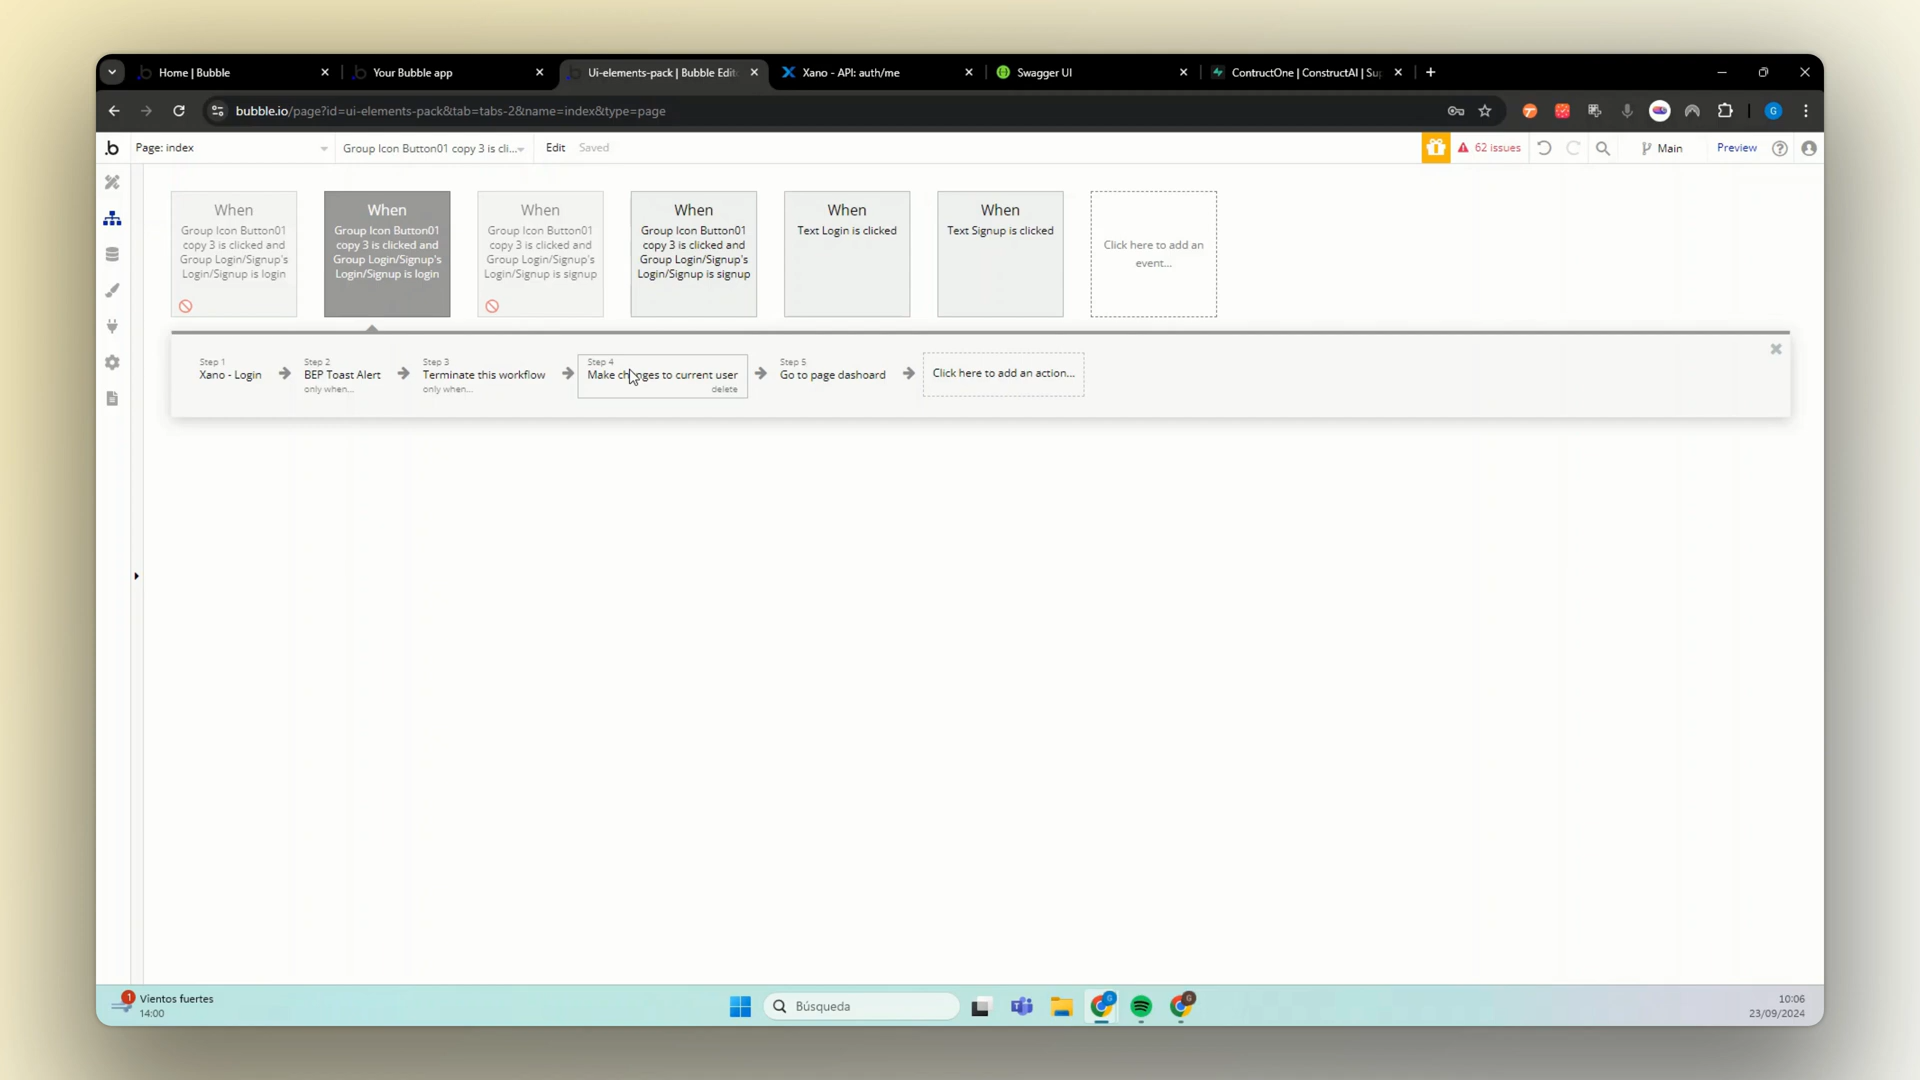 Home | Bubble
Your Bubble app
Ui-elements-pack | Bubble Edito
Xano - API: auth/me
Swagger UI
ContructOne | ConstructAI | Sup
bubble.io/page?id=ui-elements-pack&tab=tabs-2&name=index&type=page
G
.b
Page: index
Group Icon Button01 copy 3 is cli...
Edit
Saved
62 issues
Main
Preview
When
Group Icon Button01
copy 3 is clicked and
Group Login/Signup's
Login/Signup is login
When
Group Icon Button01
copy 3 is clicked and
Group Login/Signup's
Login/Signup is login
When
Group Icon Button01
copy 3 is clicked and
Group Login/Signup's
Login/Signup is signup
When
Group Icon Button01
copy 3 is clicked and
Group Login/Signup's
Login/Signup is signup
When
Text Login is clicked
When
Text Signup is clicked
Click here to add an
event...
Step 1
Xano - Login
Step 2
BEP Toast Alert
only when...
Step 3
Terminate this workflow
only when...
Step 4
Make changes to current user
delete
Step 5
Go to page dashoard
Click here to add an action...
1
Vientos fuertes
14:00
Búsqueda
G
G
10:06
23/09/2024